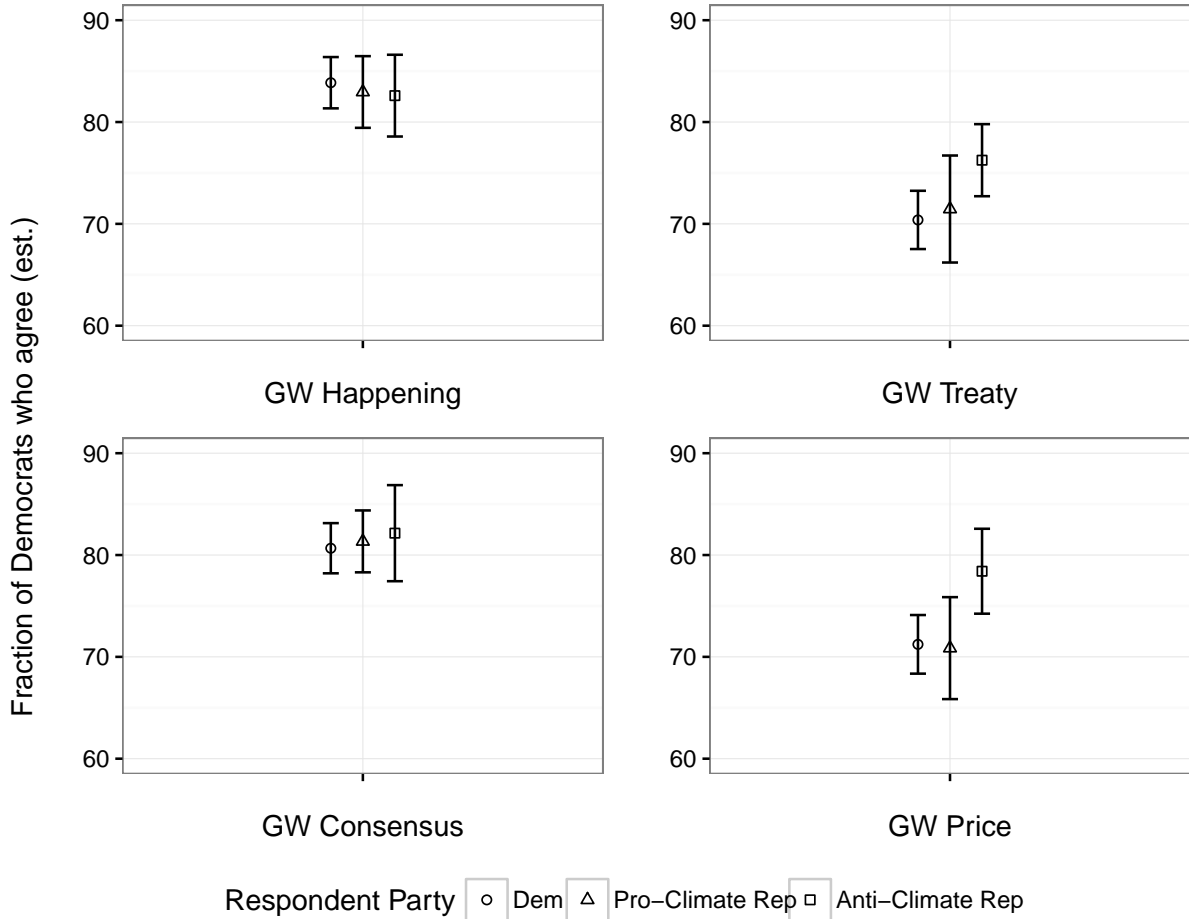 Fraction of Democrats who agree (est.)
90
80
70
60
GW Happening
90
80
70
60
GW Treaty
90
80
70
60
GW Consensus
90
80
70
60
GW Price
Respondent Party Dem Pro−Climate Rep Anti−Climate Rep